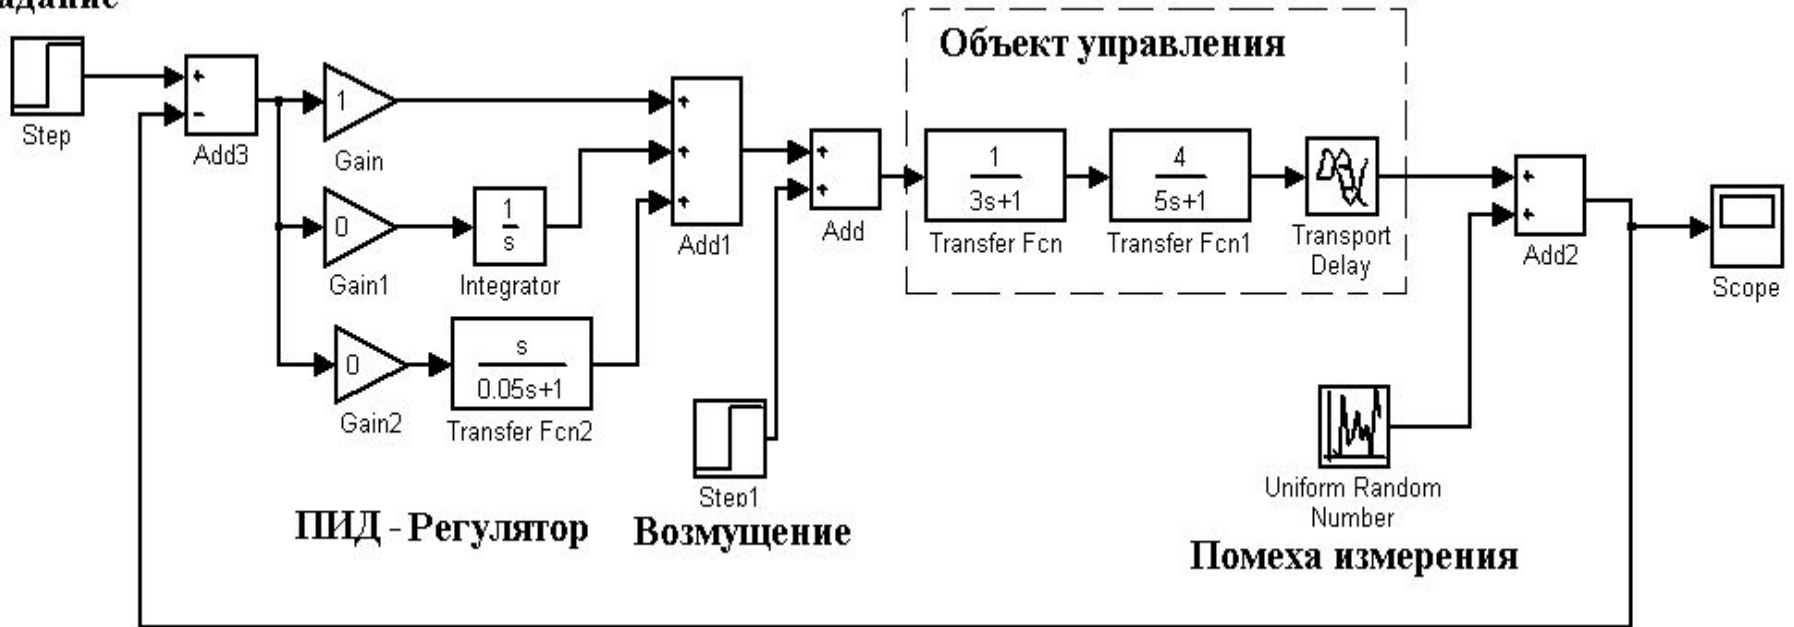 Объект управления
+
-
Step
Add3
1
Gain
0
Gain1
1
s
Integrator
0
Gain2
s
0.05s+1
Transfer Fcn2
+
+
+
Add1
+
+
Add
1
3s+1
Transfer Fcn
4
5s+1
Transfer Fcn1
Transport
Delay
+
+
Add2
Scope
Step1
Uniform Random
Number
ПИД - Регулятор
Возмущение
Помеха измерения